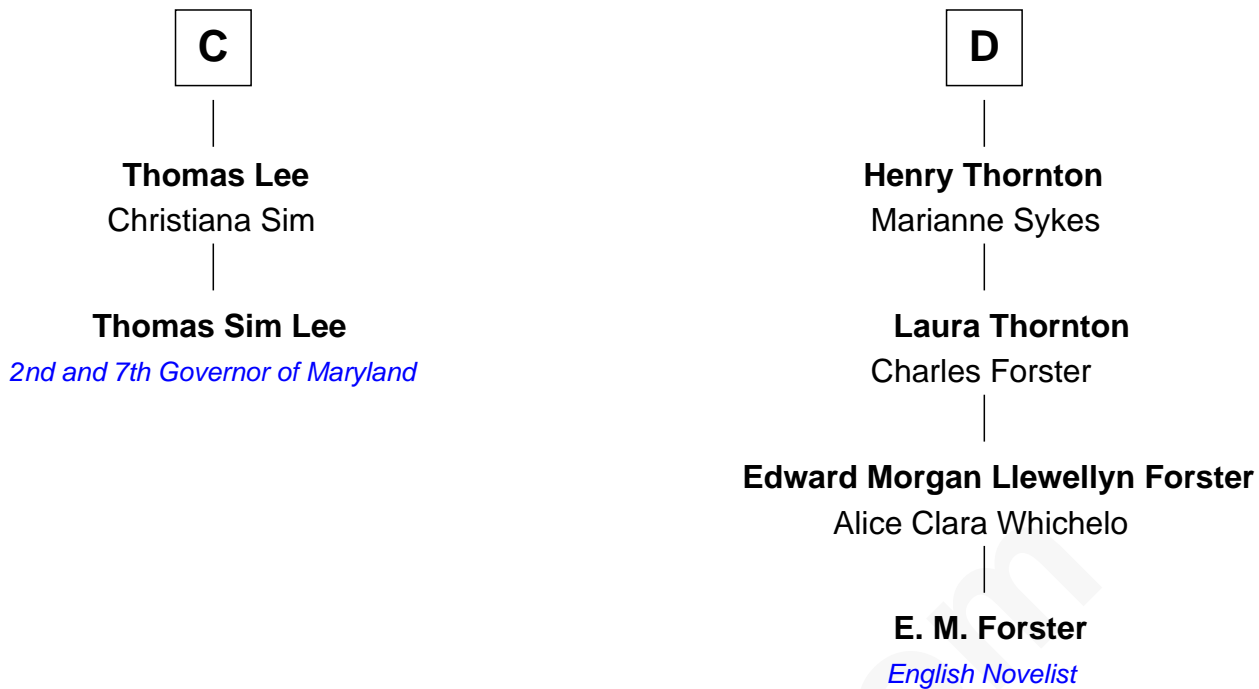 C
Thomas Lee
Christiana Sim
Thomas Sim Lee
2nd and 7th Governor of Maryland
D
Henry Thornton
Marianne Sykes
Laura Thornton
Charles Forster
Edward Morgan Llewellyn Forster
Alice Clara Whichelo
E. M. Forster
English Novelist